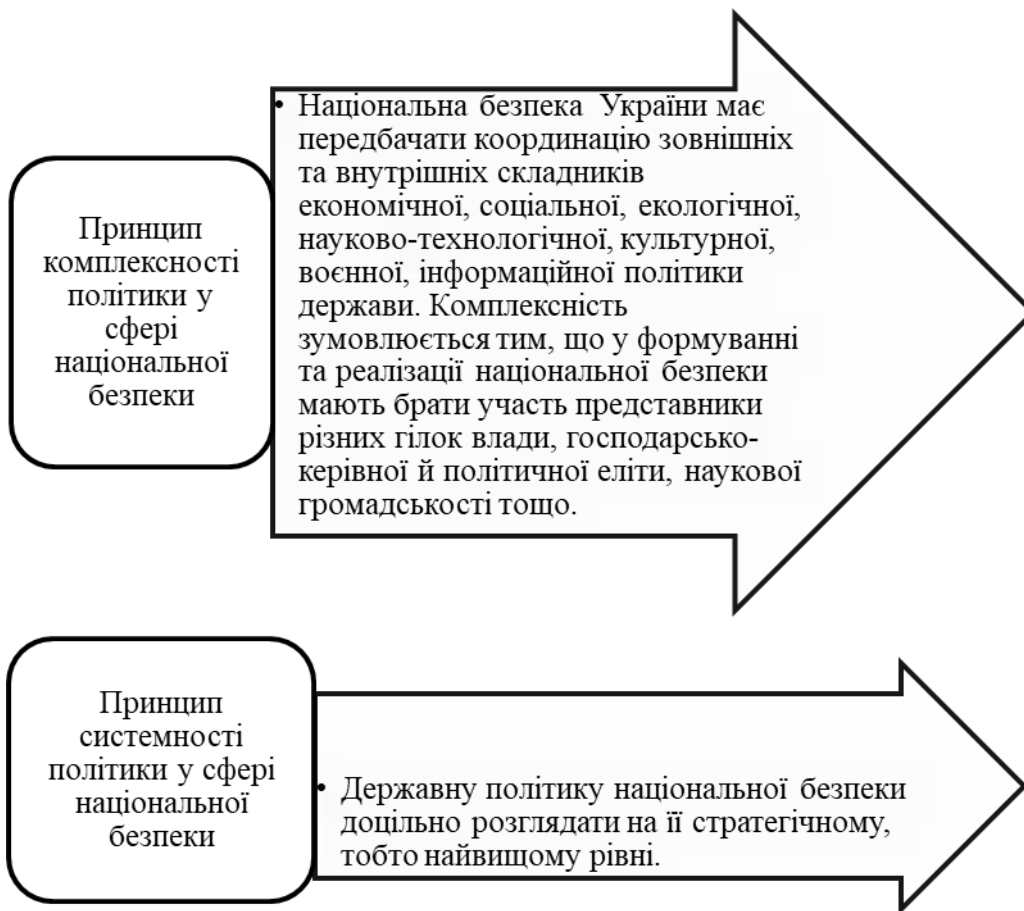 Принцип
комплексності
політики у
сфері
національної
безпеки
• Національна безпека України має
передбачати координацію зовнішніх
та внутрішніх складників
економічної, соціальної, екологічної,
науково-технологічної, культурної,
воєнної, інформаційної політики
держави. Комплексність
зумовлюється тим, що у формуванні
та реалізації національної безпеки
мають брати участь представники
різних гілок влади, господарсько-
керівної й політичної еліти, наукової
громадськості тощо.
Принцип
системності
політики у сфері
національної
безпеки
• Державну політику національної безпеки
доцільно розглядати на її стратегічному,
тобто найвищому рівні.